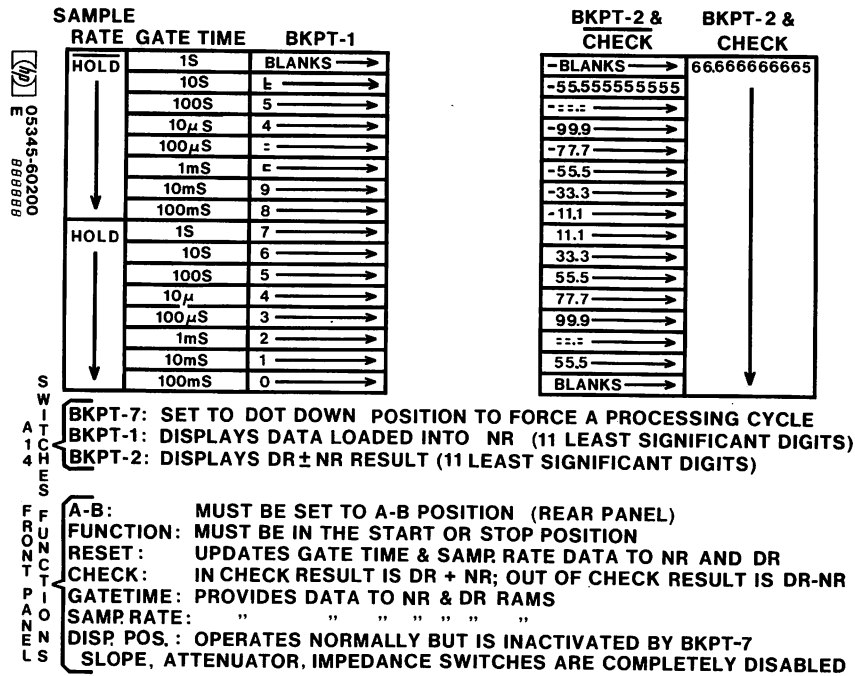 SAMPLE
RATE GATE TIME BKPT-1
BKPT-2 & CHECK
BKPT-2 & CHECK
HOLD 1S BLANKS → -BLANKS → 66.666666665
10S → -55.555555555
100S 5 → -==.= →
10μS 4 → -99.9 →
100μS = → -77.7 →
1mS ⊏ → -55.5 →
10mS 9 → -33.3 →
100mS 8 → -11.1 →
HOLD 1S 7 → 11.1 →
10S 6 → 33.3 →
100S 5 → 55.5 →
10μ 4 → 77.7 →
100μS 3 → 99.9 →
1mS 2 → ==.= →
10mS 1 → 55.5 →
100mS 0 → BLANKS →
hp
05345-60200
E 888888
A14 SWITCHES
BKPT-7: SET TO DOT DOWN POSITION TO FORCE A PROCESSING CYCLE
BKPT-1: DISPLAYS DATA LOADED INTO NR (11 LEAST SIGNIFICANT DIGITS)
BKPT-2: DISPLAYS DR ± NR RESULT (11 LEAST SIGNIFICANT DIGITS)
FRONT PANEL FUNCTIONS
A-B: MUST BE SET TO A-B POSITION (REAR PANEL)
FUNCTION: MUST BE IN THE START OR STOP POSITION
RESET: UPDATES GATE TIME & SAMP. RATE DATA TO NR AND DR
CHECK: IN CHECK RESULT IS DR + NR; OUT OF CHECK RESULT IS DR-NR
GATETIME: PROVIDES DATA TO NR & DR RAMS
SAMP. RATE: " " " " " " "
DISP. POS.: OPERATES NORMALLY BUT IS INACTIVATED BY BKPT-7
SLOPE, ATTENUATOR, IMPEDANCE SWITCHES ARE COMPLETELY DISABLED